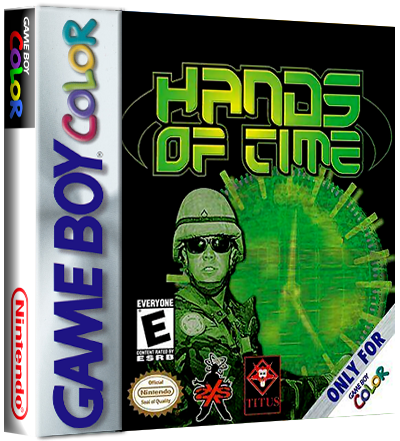 GAME BOY
COLOR
Nintendo
GAME BOY COLOR
HANDS
OF TIME
EVERYONE
E
CONTENT RATED BY
ESRB
Official
Nintendo
Seal of Quality
2XS
TITUS
ONLY FOR
GAME BOY
COLOR